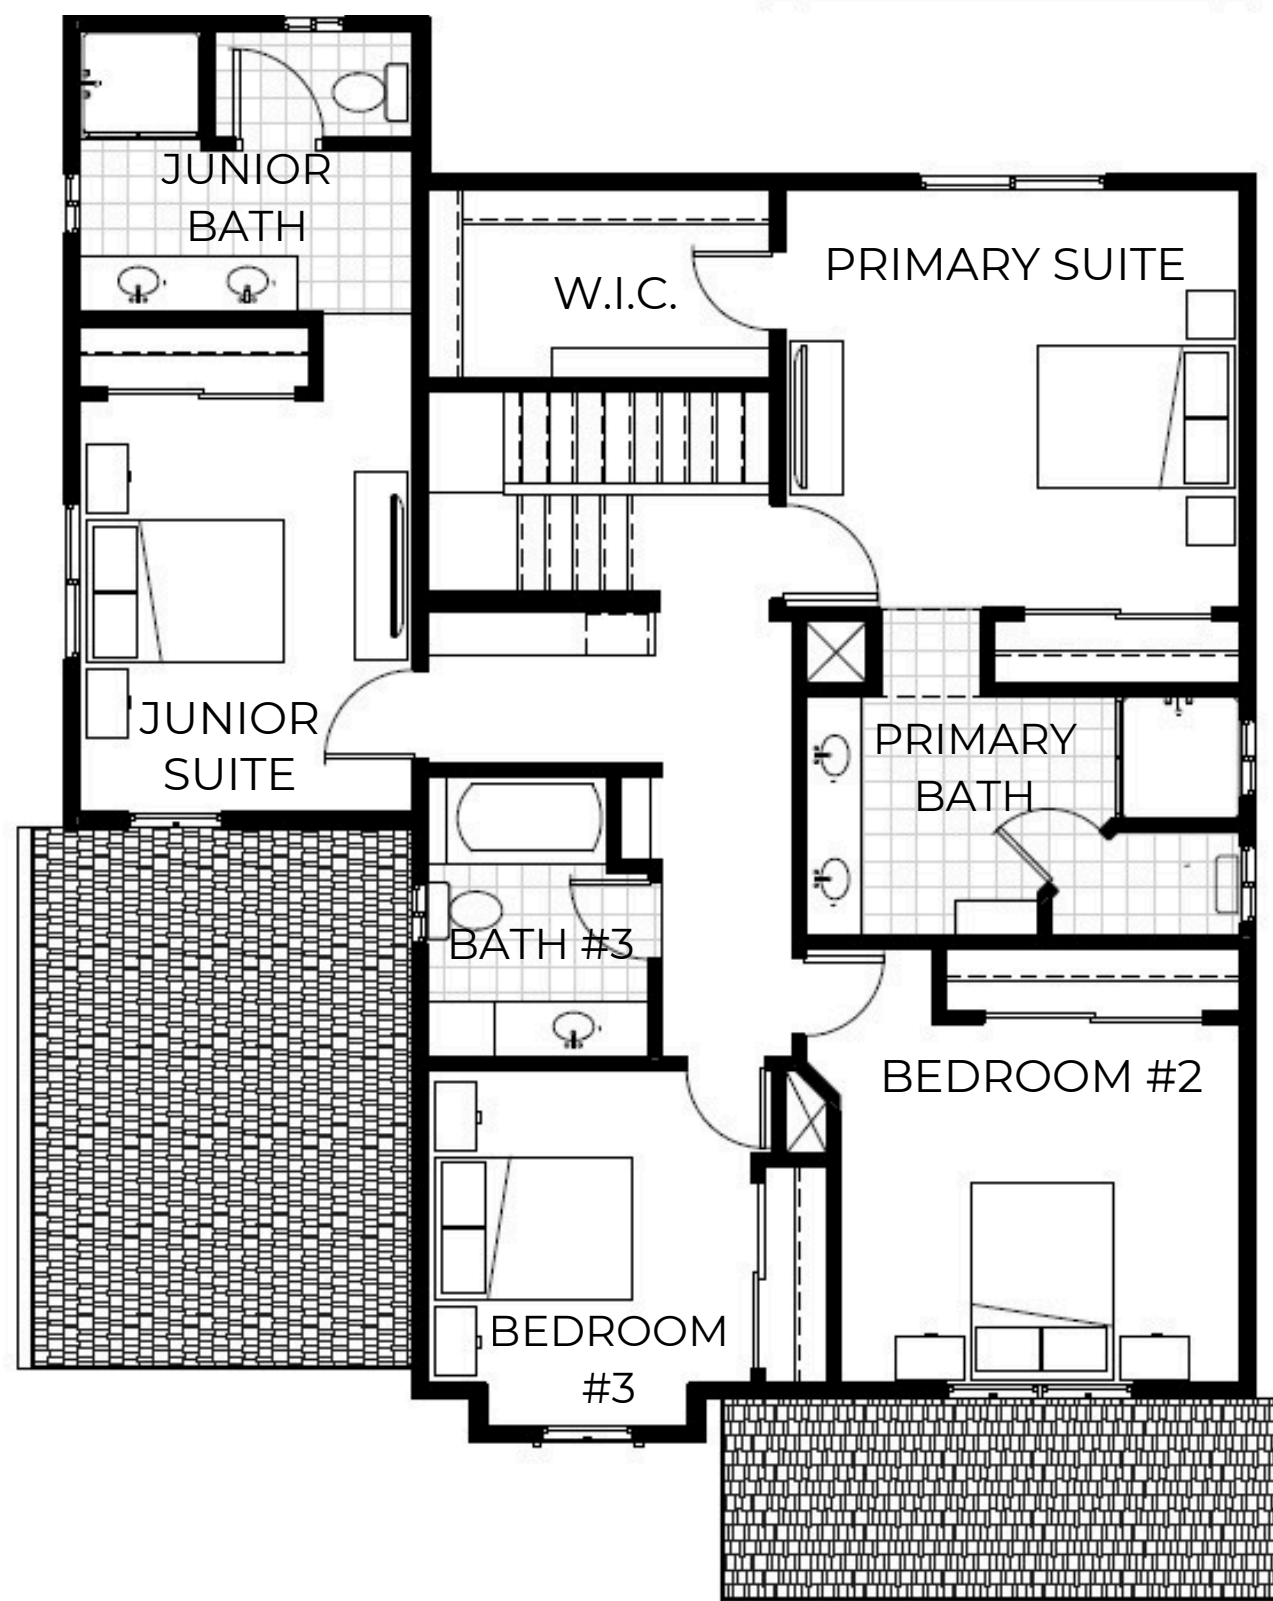 JUNIOR
BATH
W.I.C.
PRIMARY SUITE
JUNIOR
SUITE
PRIMARY
BATH
BATH #3
BEDROOM #2
BEDROOM
#3